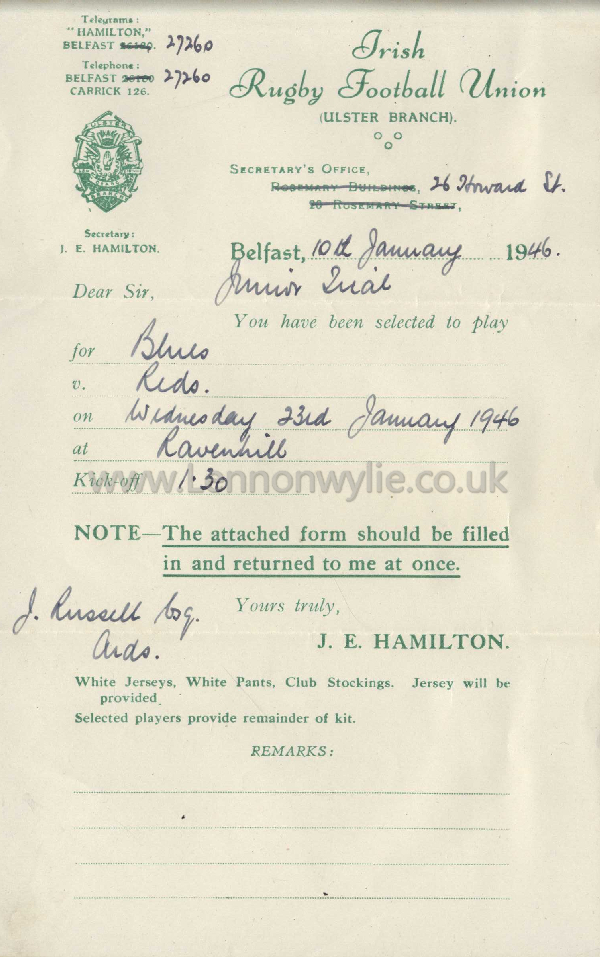 Telegrams:
"HAMILTON,"
BELFAST 26180. 27260
Telephone:
BELFAST 26180 27260
CARRICK 126.
Irish
Rugby Football Union
(ULSTER BRANCH).
SECRETARY'S OFFICE,
ROSEMARY BUILDINGS, 26 Howard St.
28 ROSEMARY STREET,
Secretary:
J. E. HAMILTON.
Belfast, 10th January 1946.
Dear Sir, Junior Trial
You have been selected to play
for Blues
v. Reds.
on Wednesday 23rd January 1946
at Ravenhill
www.Lennonwylie.co.uk
Kick-off 1.30
NOTE—The attached form should be filled
in and returned to me at once.
J. Russell Esq. Yours truly,
Ards. J. E. HAMILTON.
White Jerseys, White Pants, Club Stockings. Jersey will be
provided.
Selected players provide remainder of kit.
REMARKS: